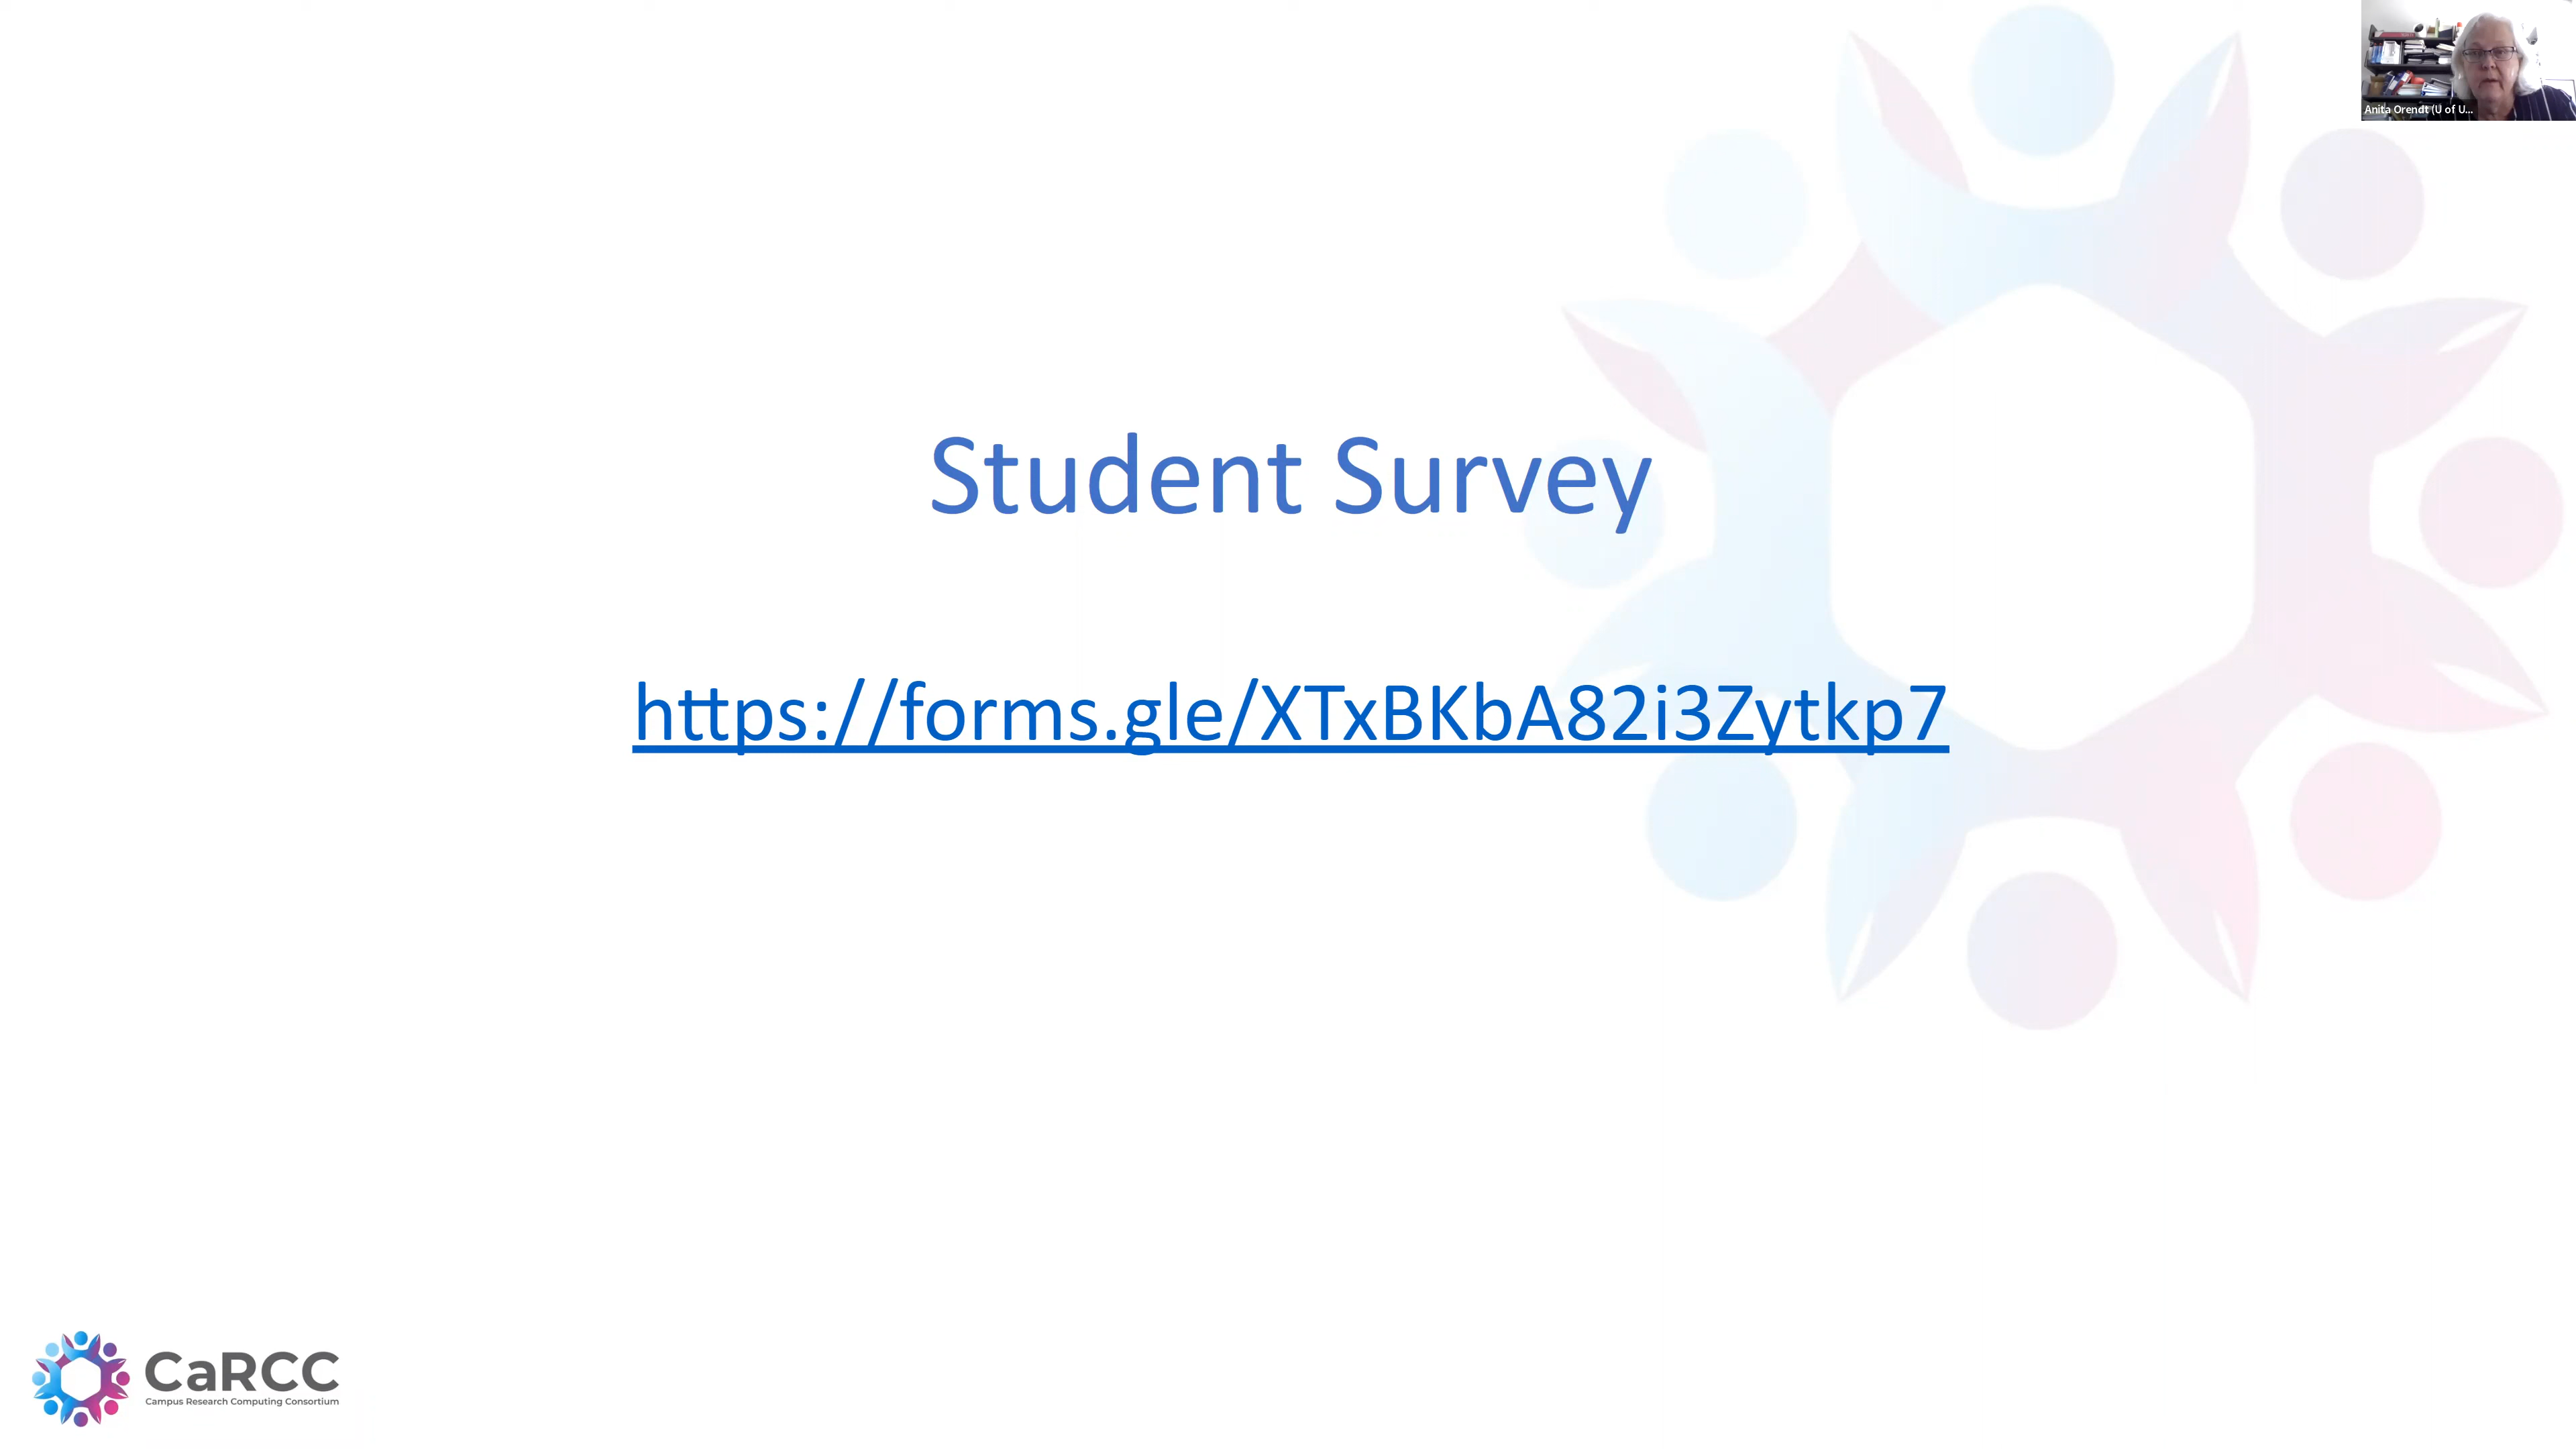 Anita Orendt (U of U...
Student Survey
https://forms.gle/XTxBKbA82i3Zytkp7
CaRCC
Campus Research Computing Consortium